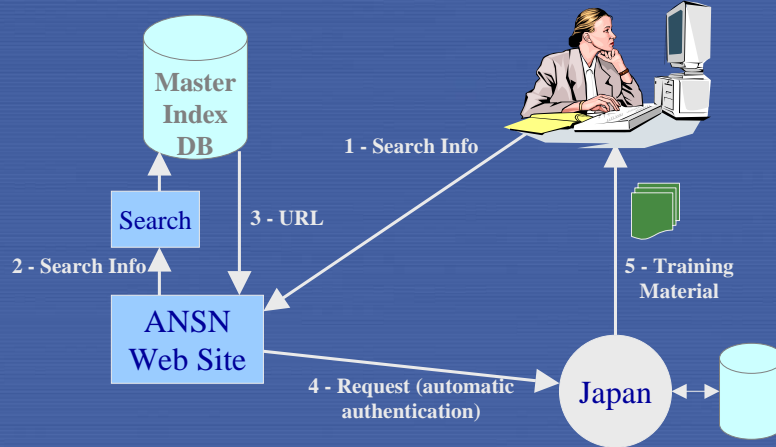 Master
Index
DB
1 - Search Info
Search
3 - URL
2 - Search Info
5 - Training
Material
ANSN
Web Site
4 - Request (automatic
authentication)
Japan